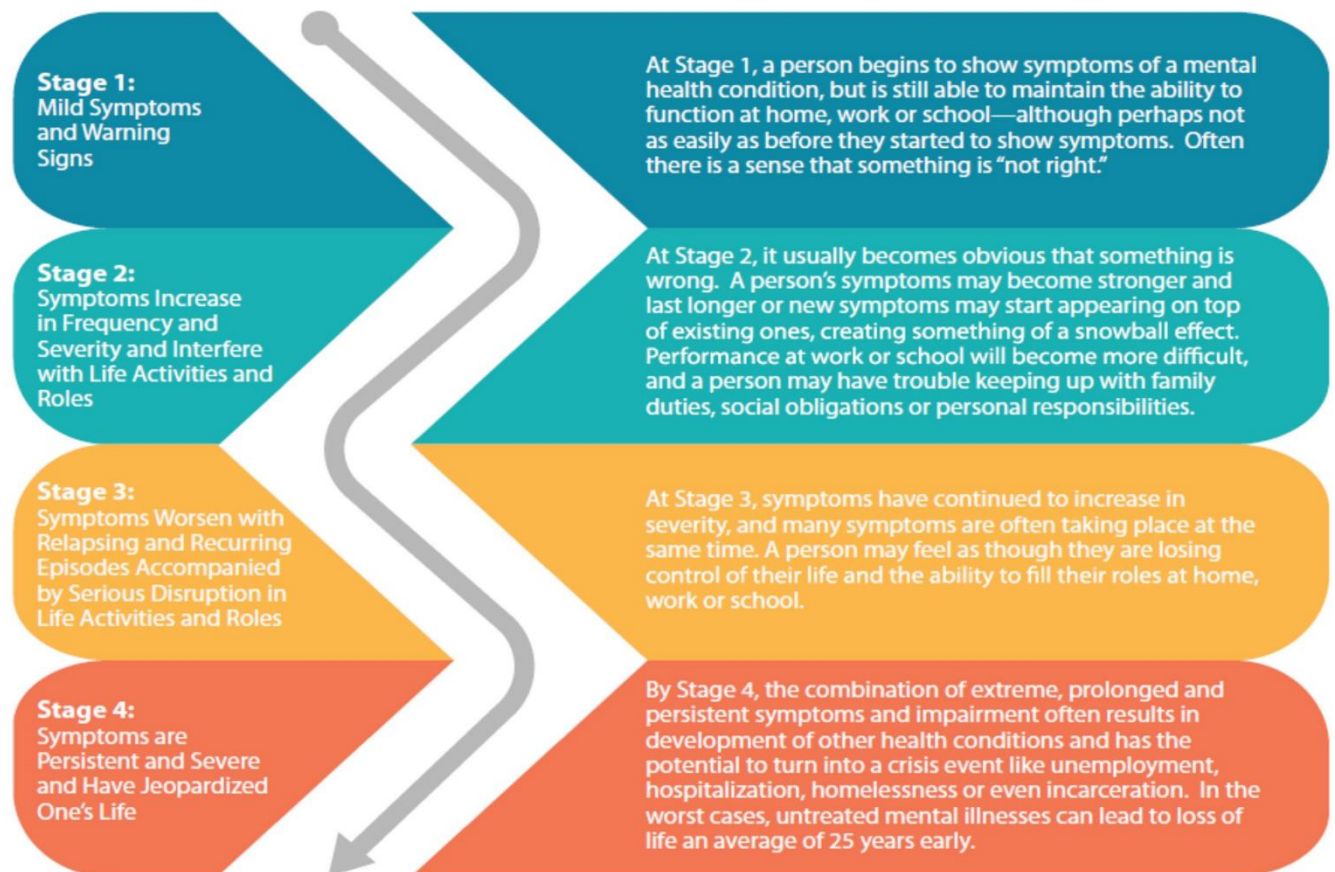 Stage 1:
Mild Symptoms
and Warning
Signs
At Stage 1, a person begins to show symptoms of a mental
health condition, but is still able to maintain the ability to
function at home, work or school—although perhaps not
as easily as before they started to show symptoms.  Often
there is a sense that something is “not right.”
Stage 2:
Symptoms Increase
in Frequency and
Severity and Interfere
with Life Activities and
Roles
At Stage 2, it usually becomes obvious that something is
wrong.  A person’s symptoms may become stronger and
last longer or new symptoms may start appearing on top
of existing ones, creating something of a snowball effect.
Performance at work or school will become more difficult,
and a person may have trouble keeping up with family
duties, social obligations or personal responsibilities.
Stage 3:
Symptoms Worsen with
Relapsing and Recurring
Episodes Accompanied
by Serious Disruption in
Life Activities and Roles
At Stage 3, symptoms have continued to increase in
severity, and many symptoms are often taking place at the
same time. A person may feel as though they are losing
control of their life and the ability to fill their roles at home,
work or school.
Stage 4:
Symptoms are
Persistent and Severe
and Have Jeopardized
One’s Life
By Stage 4, the combination of extreme, prolonged and
persistent symptoms and impairment often results in
development of other health conditions and has the
potential to turn into a crisis event like unemployment,
hospitalization, homelessness or even incarceration.  In the
worst cases, untreated mental illnesses can lead to loss of
life an average of 25 years early.